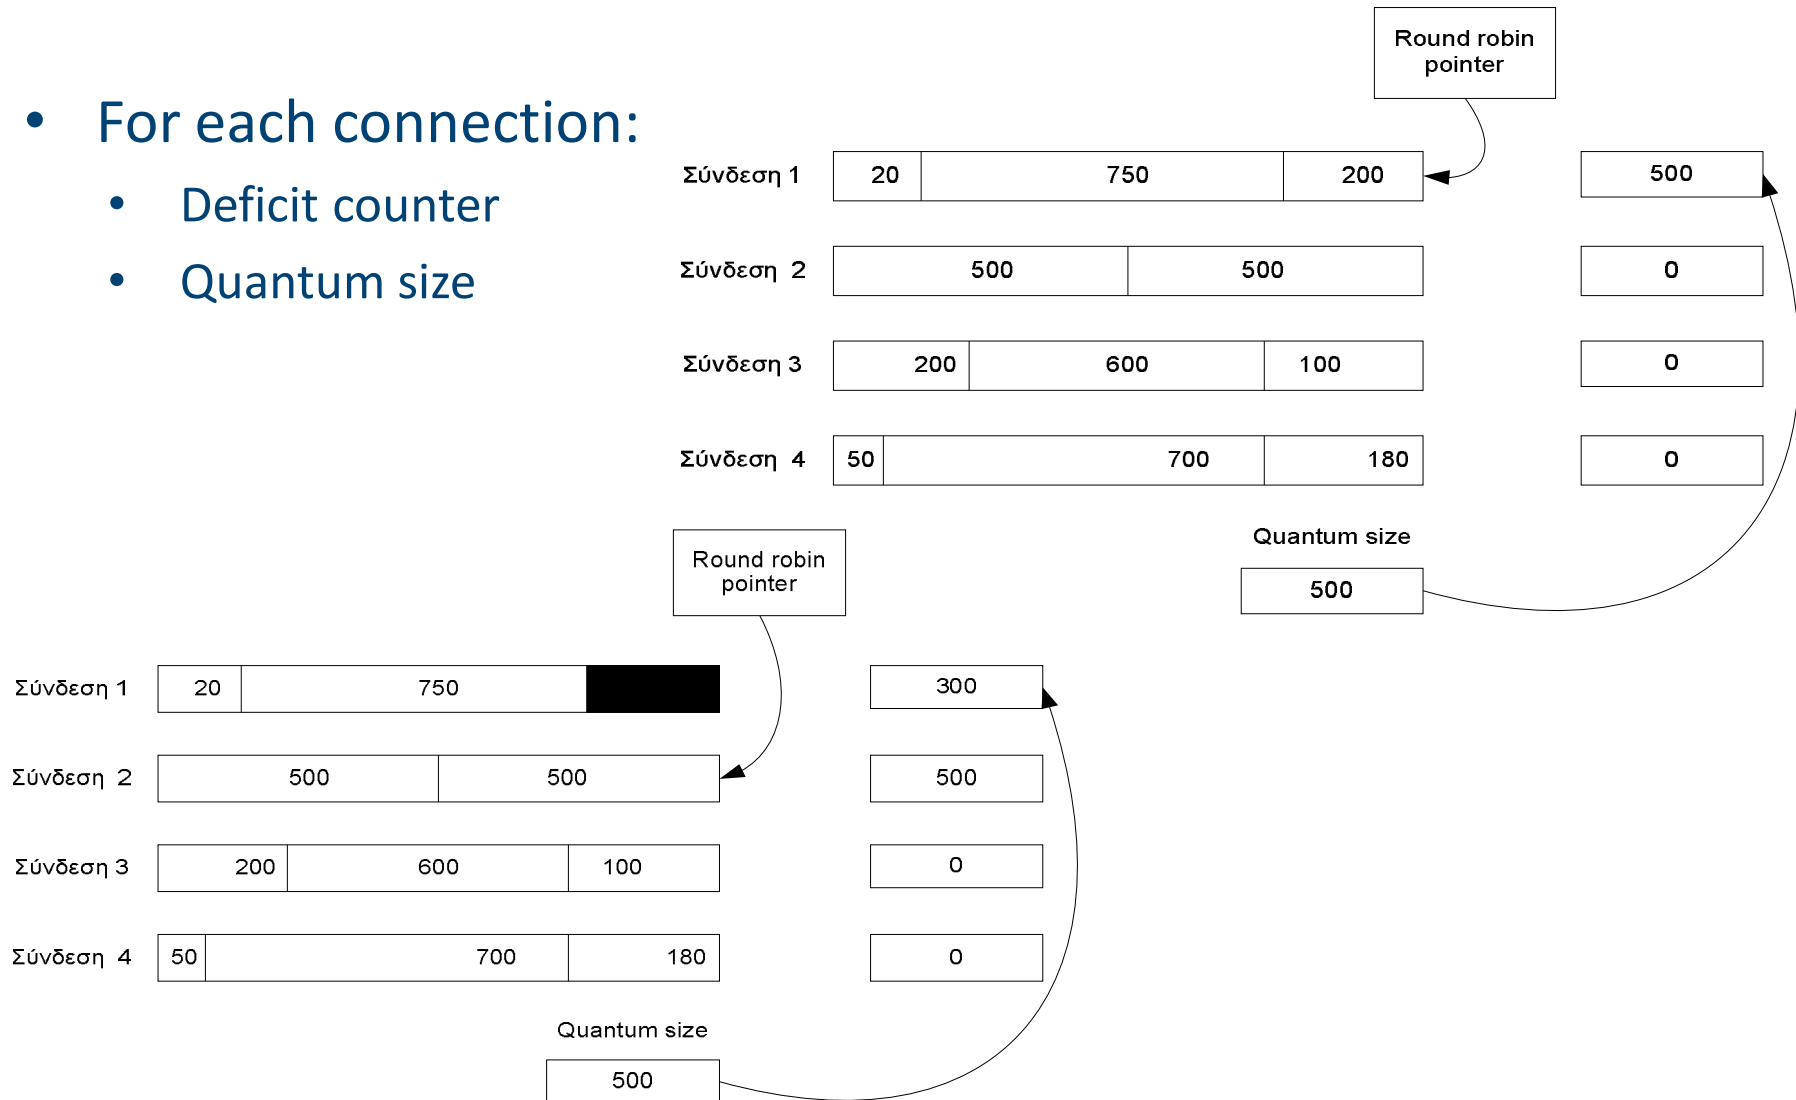 • For each connection:
• Deficit counter
• Quantum size
Round robin
pointer
Σύνδεση 1 20 750 200 500
Σύνδεση 2 500 500 0
Σύνδεση 3 200 600 100 0
Σύνδεση 4 50 700 180 0
Quantum size
500
Round robin
pointer
Σύνδεση 1 20 750 300
Σύνδεση 2 500 500 500
Σύνδεση 3 200 600 100 0
Σύνδεση 4 50 700 180 0
Quantum size
500